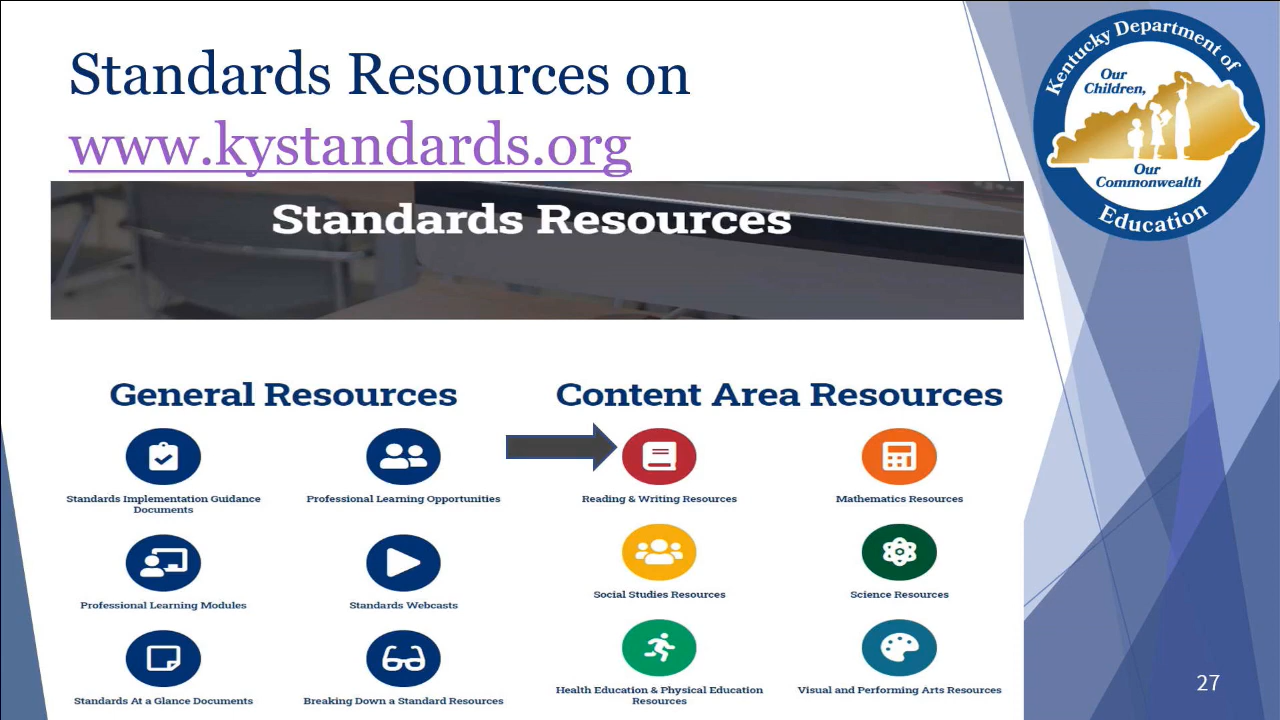 Standards Resources on
www.kystandards.org
Kentucky Department of
Our
Children,
Our
Commonwealth
Education
Standards Resources
General Resources
Standards Implementation Guidance
Documents
Professional Learning Opportunities
Professional Learning Modules
Standards Webcasts
Standards At a Glance Documents
Breaking Down a Standard Resources
Content Area Resources
Reading & Writing Resources
Mathematics Resources
Social Studies Resources
Science Resources
Health Education & Physical Education
Resources
Visual and Performing Arts Resources
27